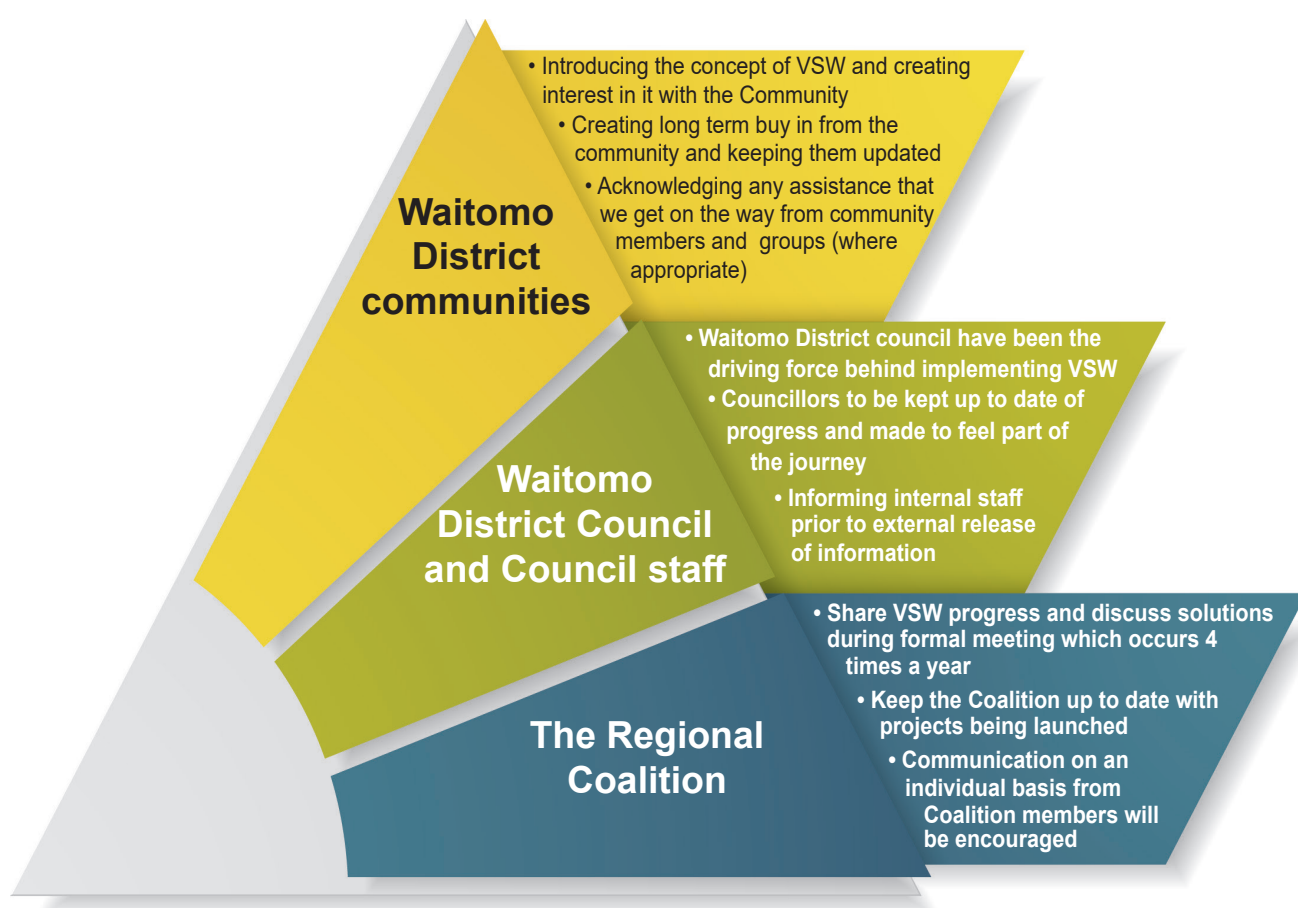 Waitomo
District
communities
• Introducing the concept of VSW and creating
interest in it with the Community
• Creating long term buy in from the
community and keeping them updated
• Acknowledging any assistance that
we get on the way from community
members and groups (where
appropriate)
Waitomo
District Council
and Council staff
• Waitomo District council have been the
driving force behind implementing VSW
• Councillors to be kept up to date of
progress and made to feel part of
the journey
• Informing internal staff
prior to external release
of information
The Regional
Coalition
• Share VSW progress and discuss solutions
during formal meeting which occurs 4
times a year
• Keep the Coalition up to date with
projects being launched
• Communication on an
individual basis from
Coalition members will
be encouraged